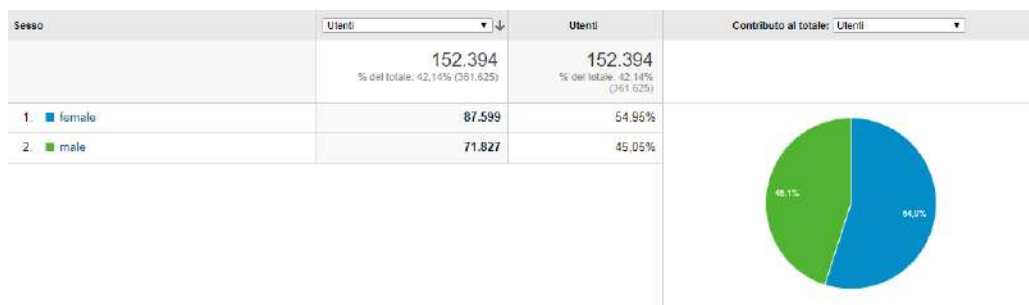 Sesso Utenti Utenti Contributo al totale: Utenti
152.394 152.394
% del totale: 42,14% (361.625) % del totale: 42,14%
(361.625)
1. female 87.599 54,95%
2. male 71.827 45,05%
45,1%
54,9%